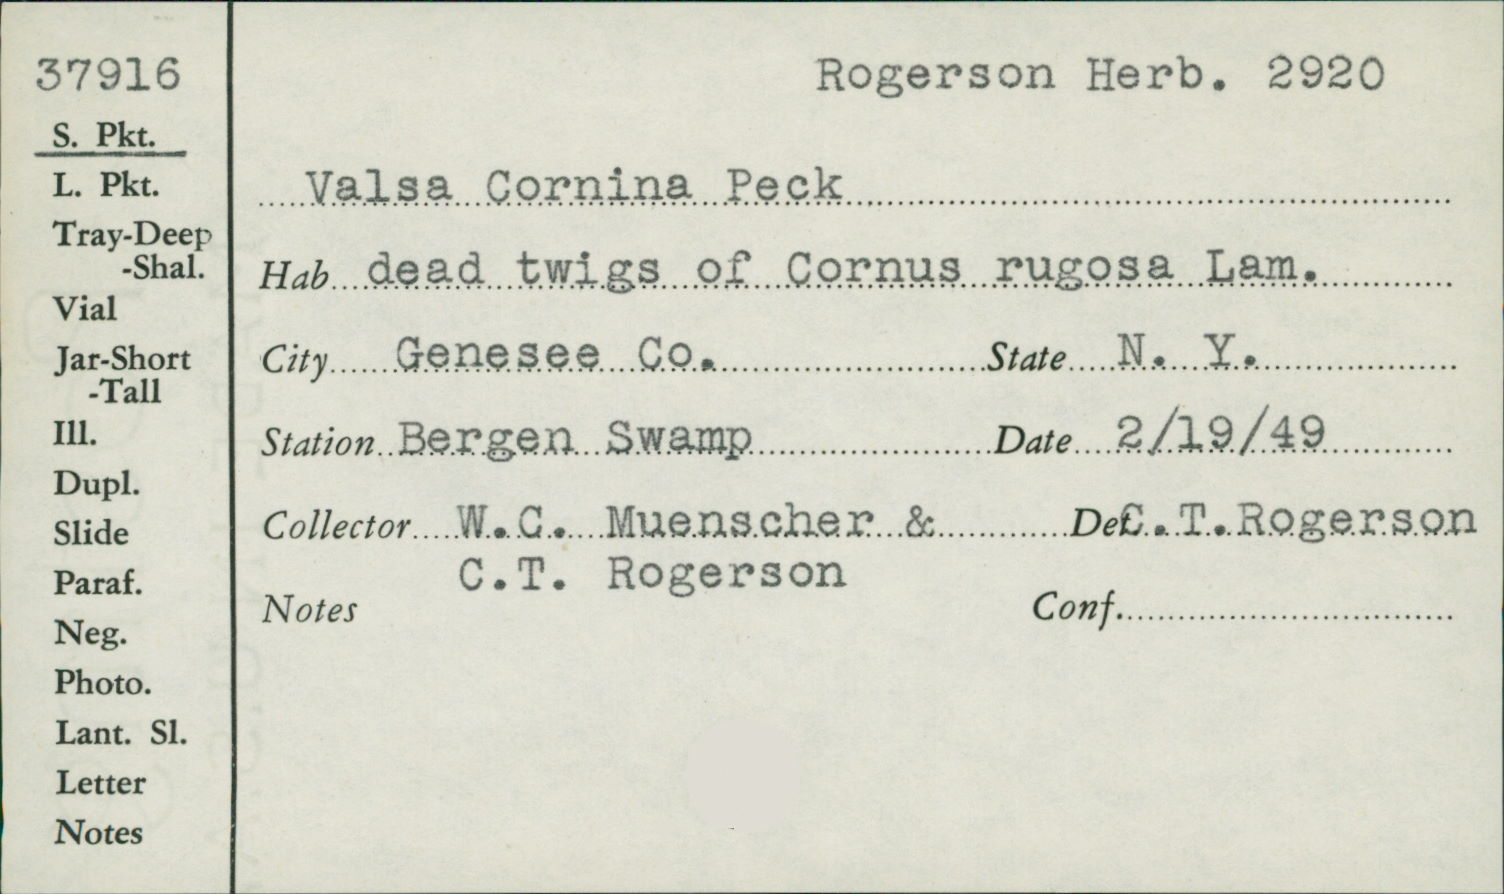 37916
Rogerson Herb. 2920
S. Pkt.
L. Pkt.
Tray-Deep
-Shal.
Vial
Jar-Short
-Tall
Ill.
Dupl.
Slide
Paraf.
Neg.
Photo.
Lant. Sl.
Letter
Notes
Valsa Cornina Peck
Hab dead twigs of Cornus rugosa Lam.
City Genesee Co. State N. Y.
Station Bergen Swamp Date 2/19/49
Collector W.C. Muenscher & Det. C.T.Rogerson
C.T. Rogerson
Notes Conf.